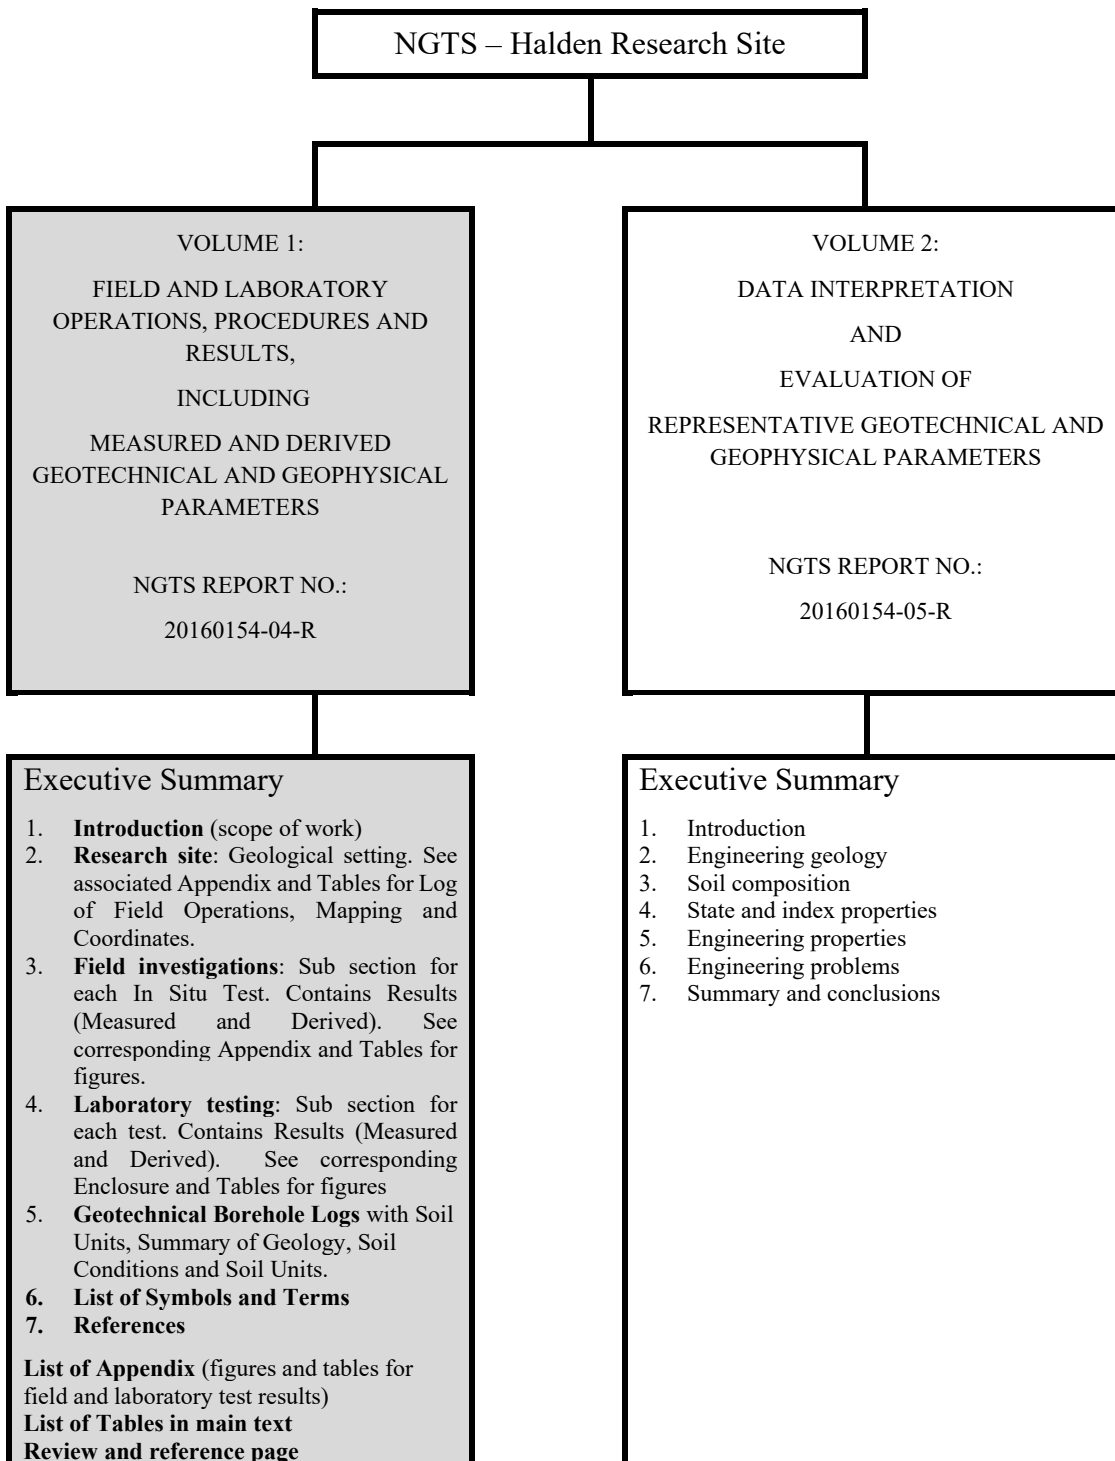 NGTS – Halden Research Site
VOLUME 1:
FIELD AND LABORATORY
OPERATIONS, PROCEDURES AND
RESULTS,
INCLUDING
MEASURED AND DERIVED
GEOTECHNICAL AND GEOPHYSICAL
PARAMETERS
NGTS REPORT NO.:
20160154-04-R
VOLUME 2:
DATA INTERPRETATION
AND
EVALUATION OF
REPRESENTATIVE GEOTECHNICAL AND
GEOPHYSICAL PARAMETERS
NGTS REPORT NO.:
20160154-05-R
Executive Summary
1. Introduction (scope of work)
2. Research site: Geological setting. See
associated Appendix and Tables for Log
of Field Operations, Mapping and
Coordinates.
3. Field investigations: Sub section for
each In Situ Test. Contains Results
(Measured and Derived). See
corresponding Appendix and Tables for
figures.
4. Laboratory testing: Sub section for
each test. Contains Results (Measured
and Derived). See corresponding
Enclosure and Tables for figures
5. Geotechnical Borehole Logs with Soil
Units, Summary of Geology, Soil
Conditions and Soil Units.
6. List of Symbols and Terms
7. References
List of Appendix (figures and tables for
field and laboratory test results)
List of Tables in main text
Review and reference page
Executive Summary
1. Introduction
2. Engineering geology
3. Soil composition
4. State and index properties
5. Engineering properties
6. Engineering problems
7. Summary and conclusions